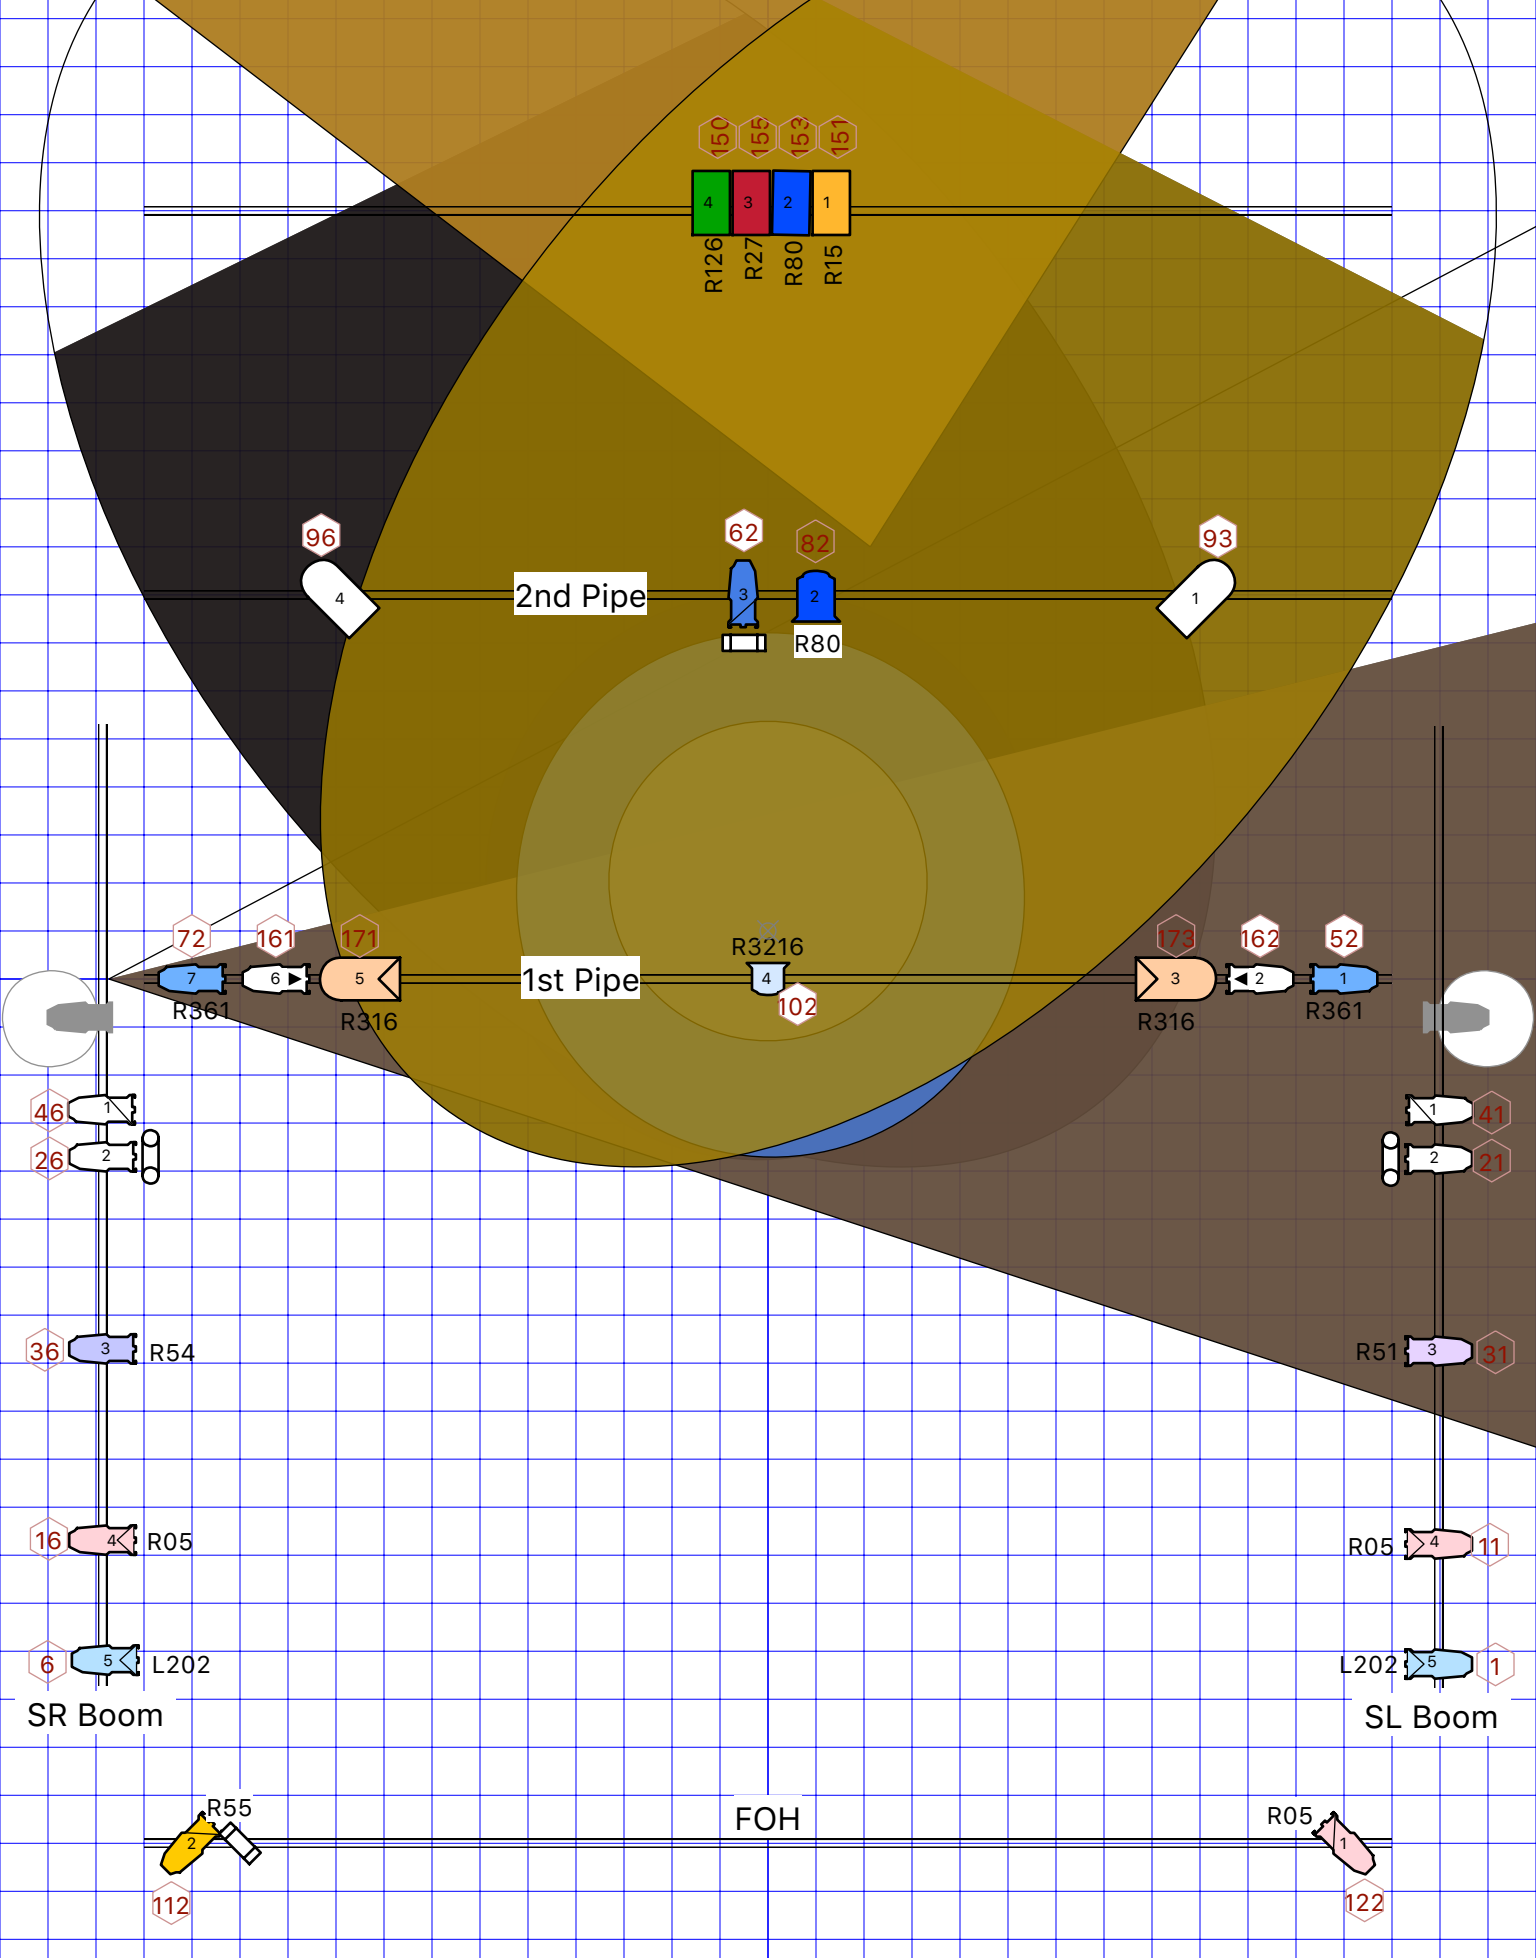 150 155 153 151
4 3 2 1
R126 R27 R80 R15
96 62 82 93
4 2nd Pipe 3 2 1
R80
72 161 171 173 162 52
R3216
7 6 5 1st Pipe 4 3 2 1
102
R361 R316 R316 R361
46 1 1 41
26 2 2 21
36 3 R54 R51 3 31
16 4 R05 R05 4 11
6 5 L202 L202 5 1
SR Boom SL Boom
R55 FOH R05
2 1
112 122